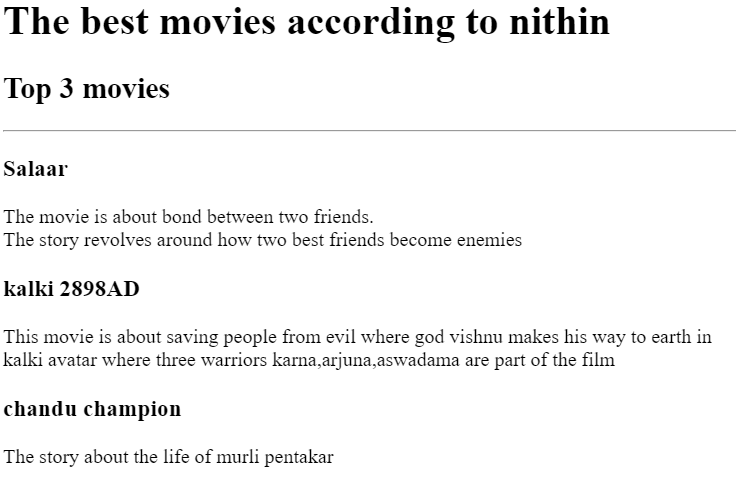 The best movies according to nithin
Top 3 movies
Salaar
The movie is about bond between two friends.
The story revolves around how two best friends become enemies
kalki 2898AD
This movie is about saving people from evil where god vishnu makes his way to earth in
kalki avatar where three warriors karna,arjuna,aswadama are part of the film
chandu champion
The story about the life of murli pentakar